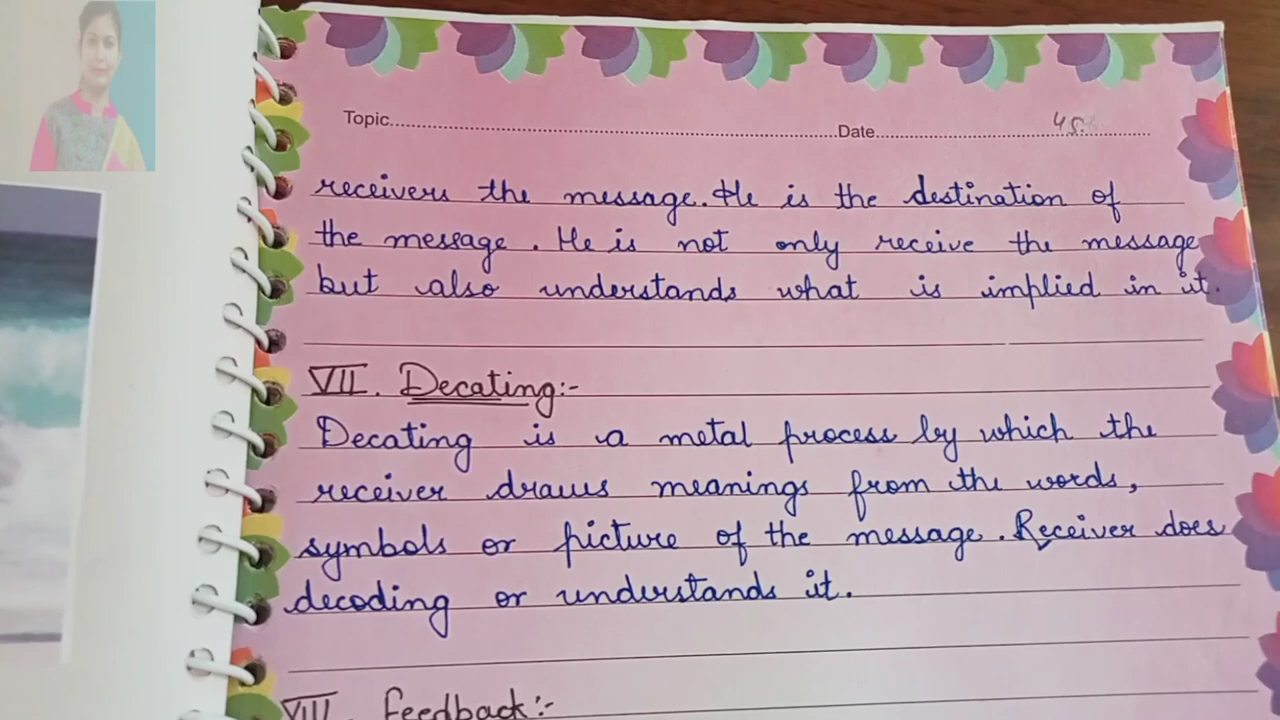 Topic
Date 45.
receivers the message. He is the destination of
the message. He is not only receive the message
but also understands what is implied in it.
VII. Decating:-
Decating is a metal process by which the
receiver draws meanings from the words,
symbols or picture of the message. Receiver does
decoding or understands it.
VIII. Feedback:-